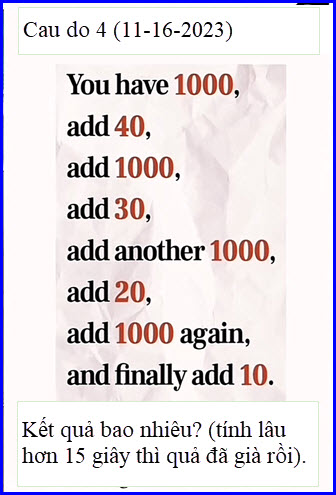 Cau do 4 (11-16-2023)
You have 1000,
add 40,
add 1000,
add 30,
add another 1000,
add 20,
add 1000 again,
and finally add 10.
Kết quả bao nhiêu? (tính lâu
hơn 15 giây thì quả đã già rồi).